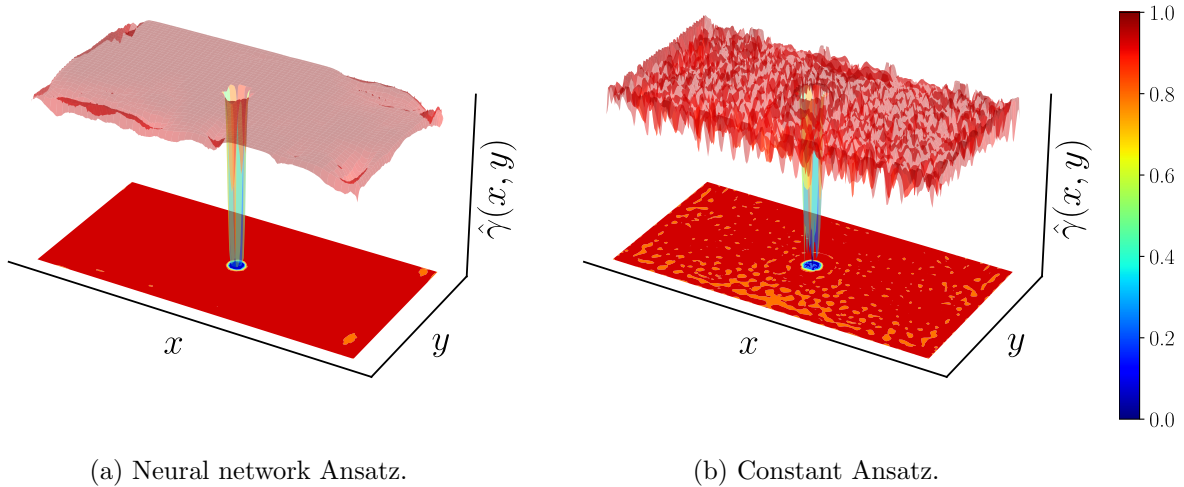 γ̂(x, y)
x
y
γ̂(x, y)
x
y
1.0
0.8
0.6
0.4
0.2
0.0
(a) Neural network Ansatz.
(b) Constant Ansatz.